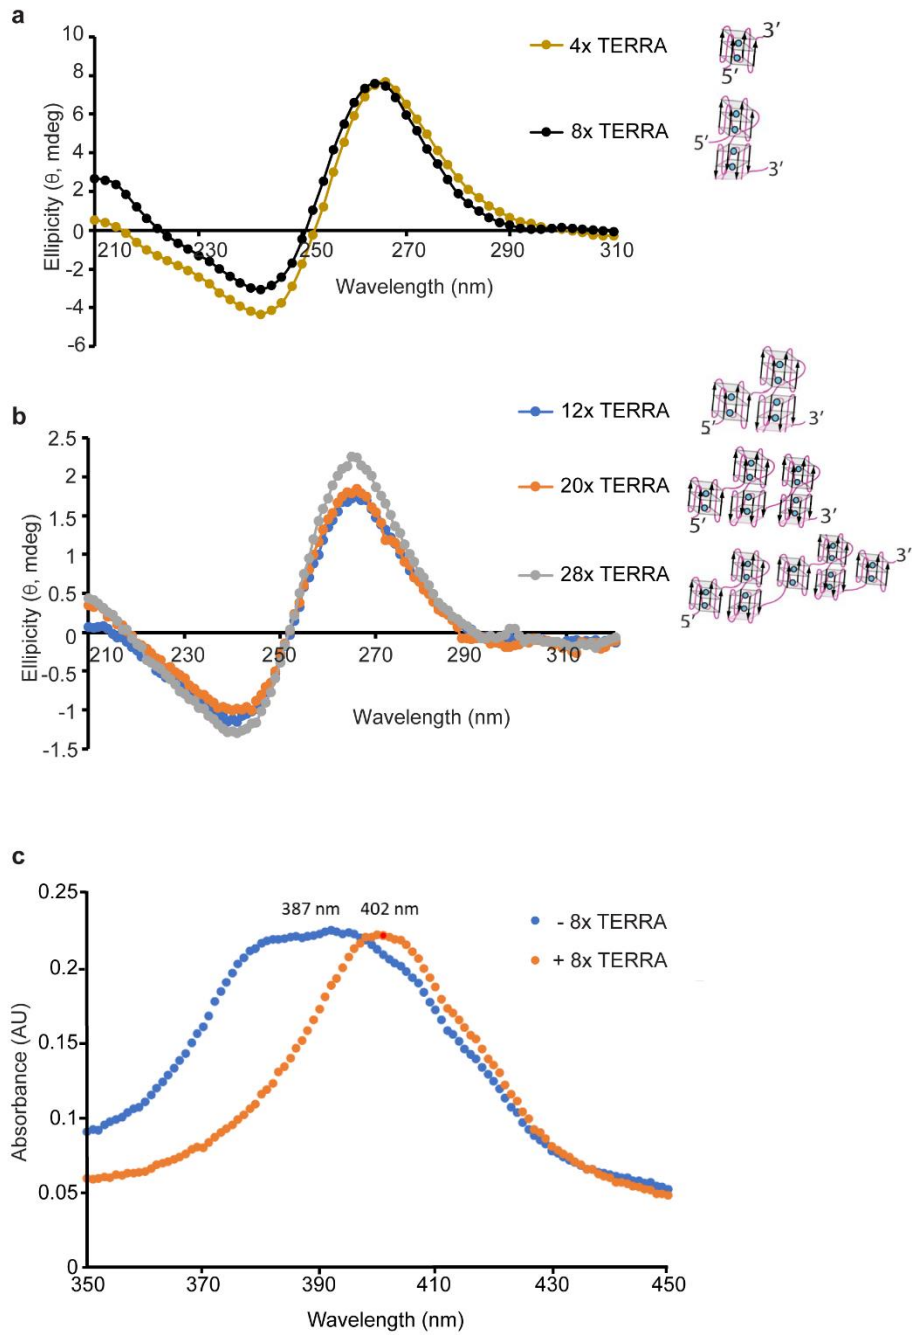 a
10
8
6
4
2
0
-2
-4
-6
Ellipicity (θ, mdeg)
210
230
250
270
290
310
Wavelength (nm)
4x TERRA
8x TERRA
3′
5′
5′
3′
b
2.5
2
1.5
1
0.5
0
-0.5
-1
-1.5
Ellipicity (θ, mdeg)
210
230
250
270
290
310
Wavelength (nm)
12x TERRA
20x TERRA
28x TERRA
5′
3′
5′
3′
3′
5′
c
0.25
0.2
0.15
0.1
0.05
0
Absorbance (AU)
387 nm
402 nm
- 8x TERRA
+ 8x TERRA
350
370
390
410
430
450
Wavelength (nm)